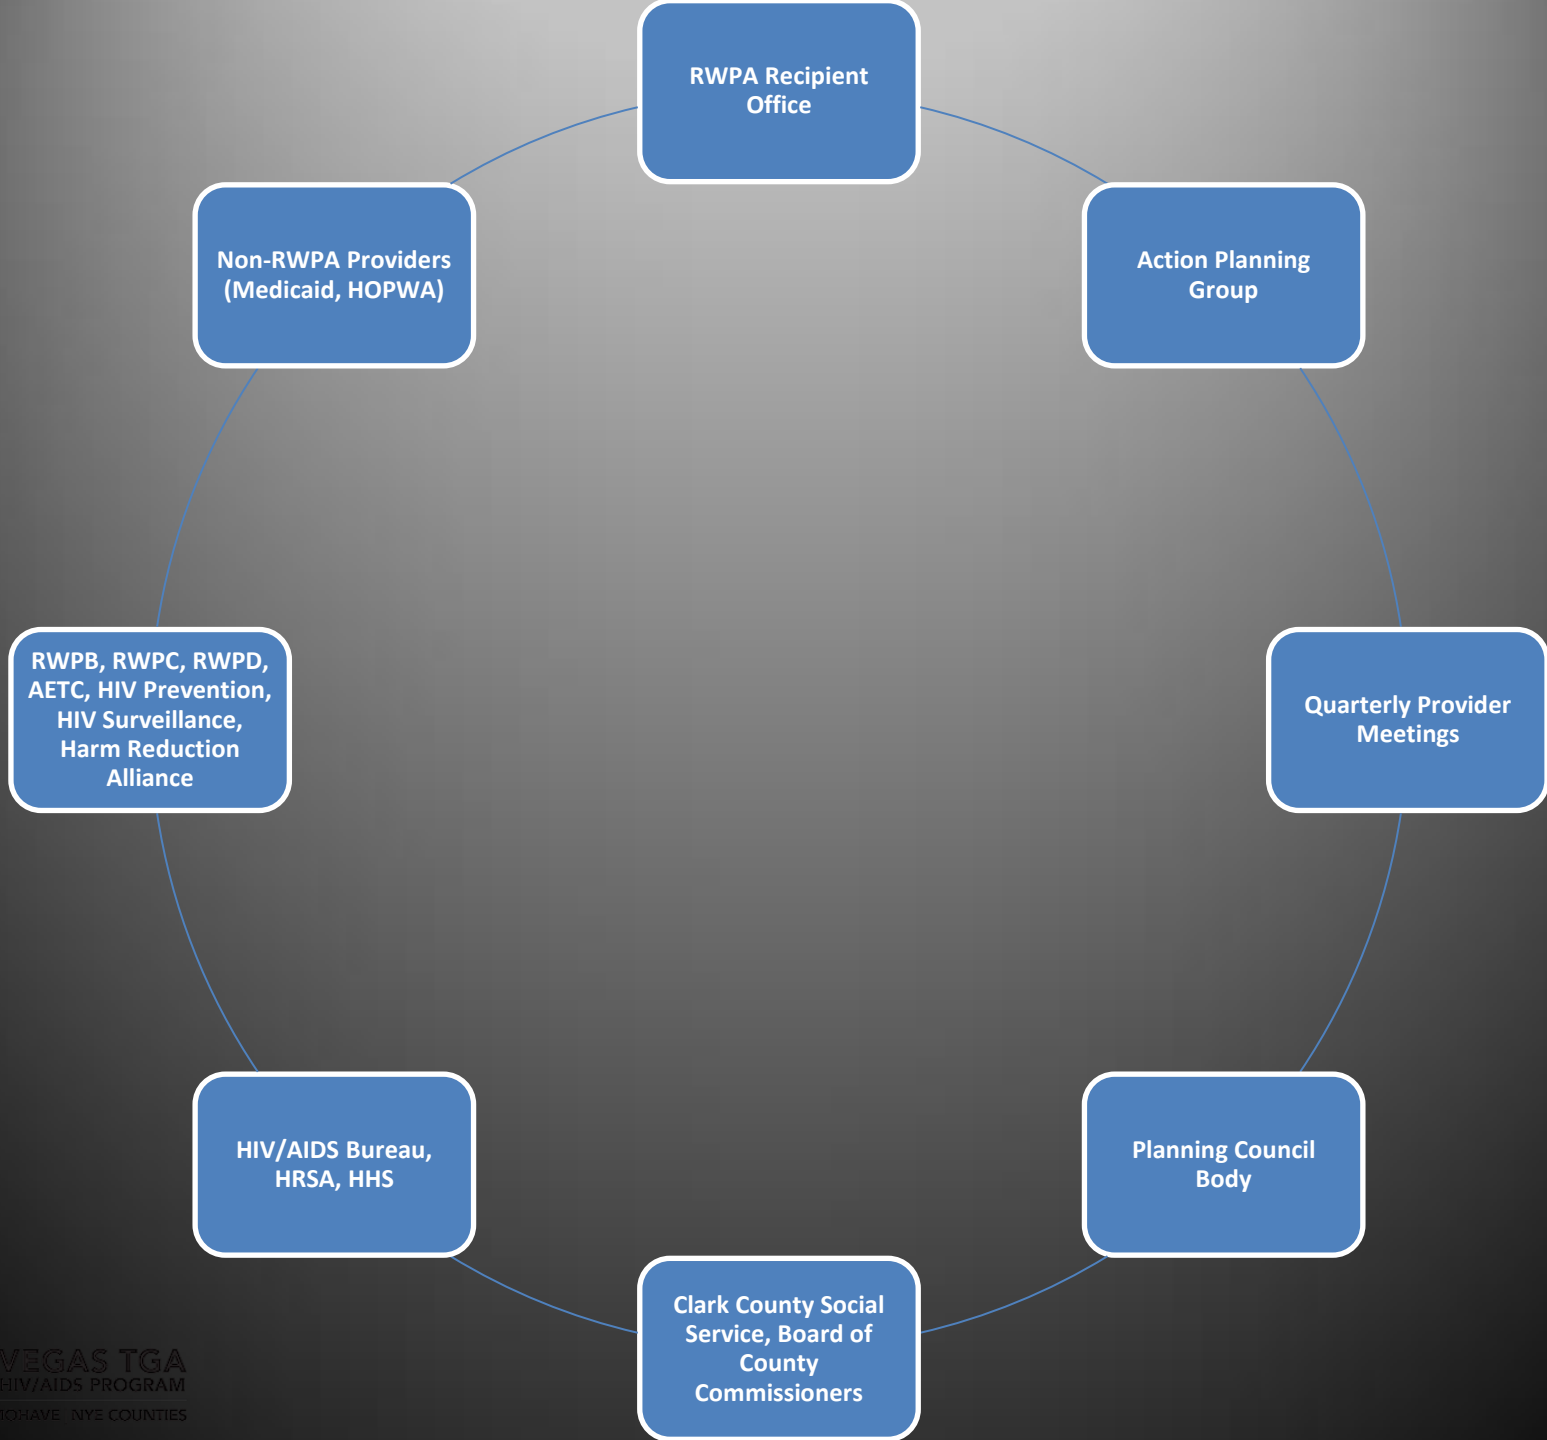 RWPA Recipient
Office
Action Planning
Group
Quarterly Provider
Meetings
Planning Council
Body
Clark County Social
Service, Board of
County
Commissioners
HIV/AIDS Bureau,
HRSA, HHS
RWPB, RWPC, RWPD,
AETC, HIV Prevention,
HIV Surveillance,
Harm Reduction
Alliance
Non-RWPA Providers
(Medicaid, HOPWA)
VEGAS TGA
HIV/AIDS PROGRAM
NYE COUNTIES